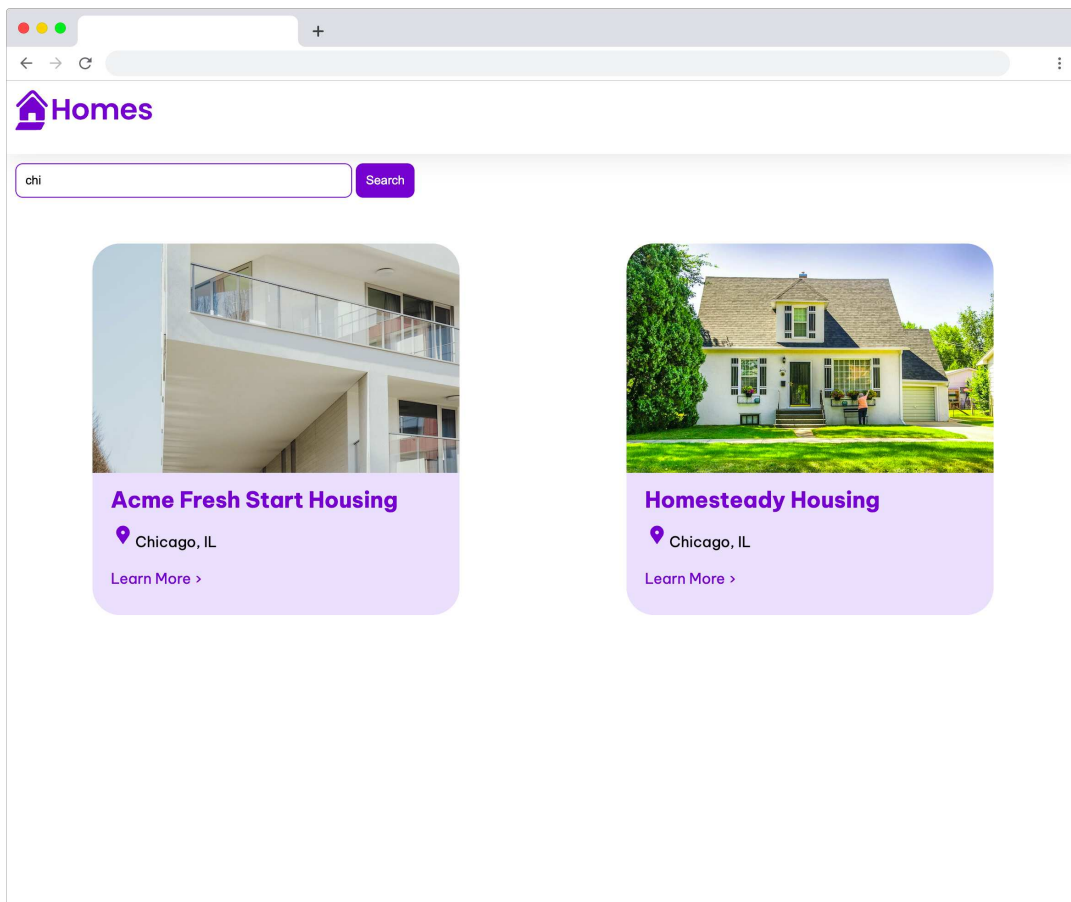 Homes
chi
Search
Acme Fresh Start Housing
Chicago, IL
Learn More >
Homesteady Housing
Chicago, IL
Learn More >